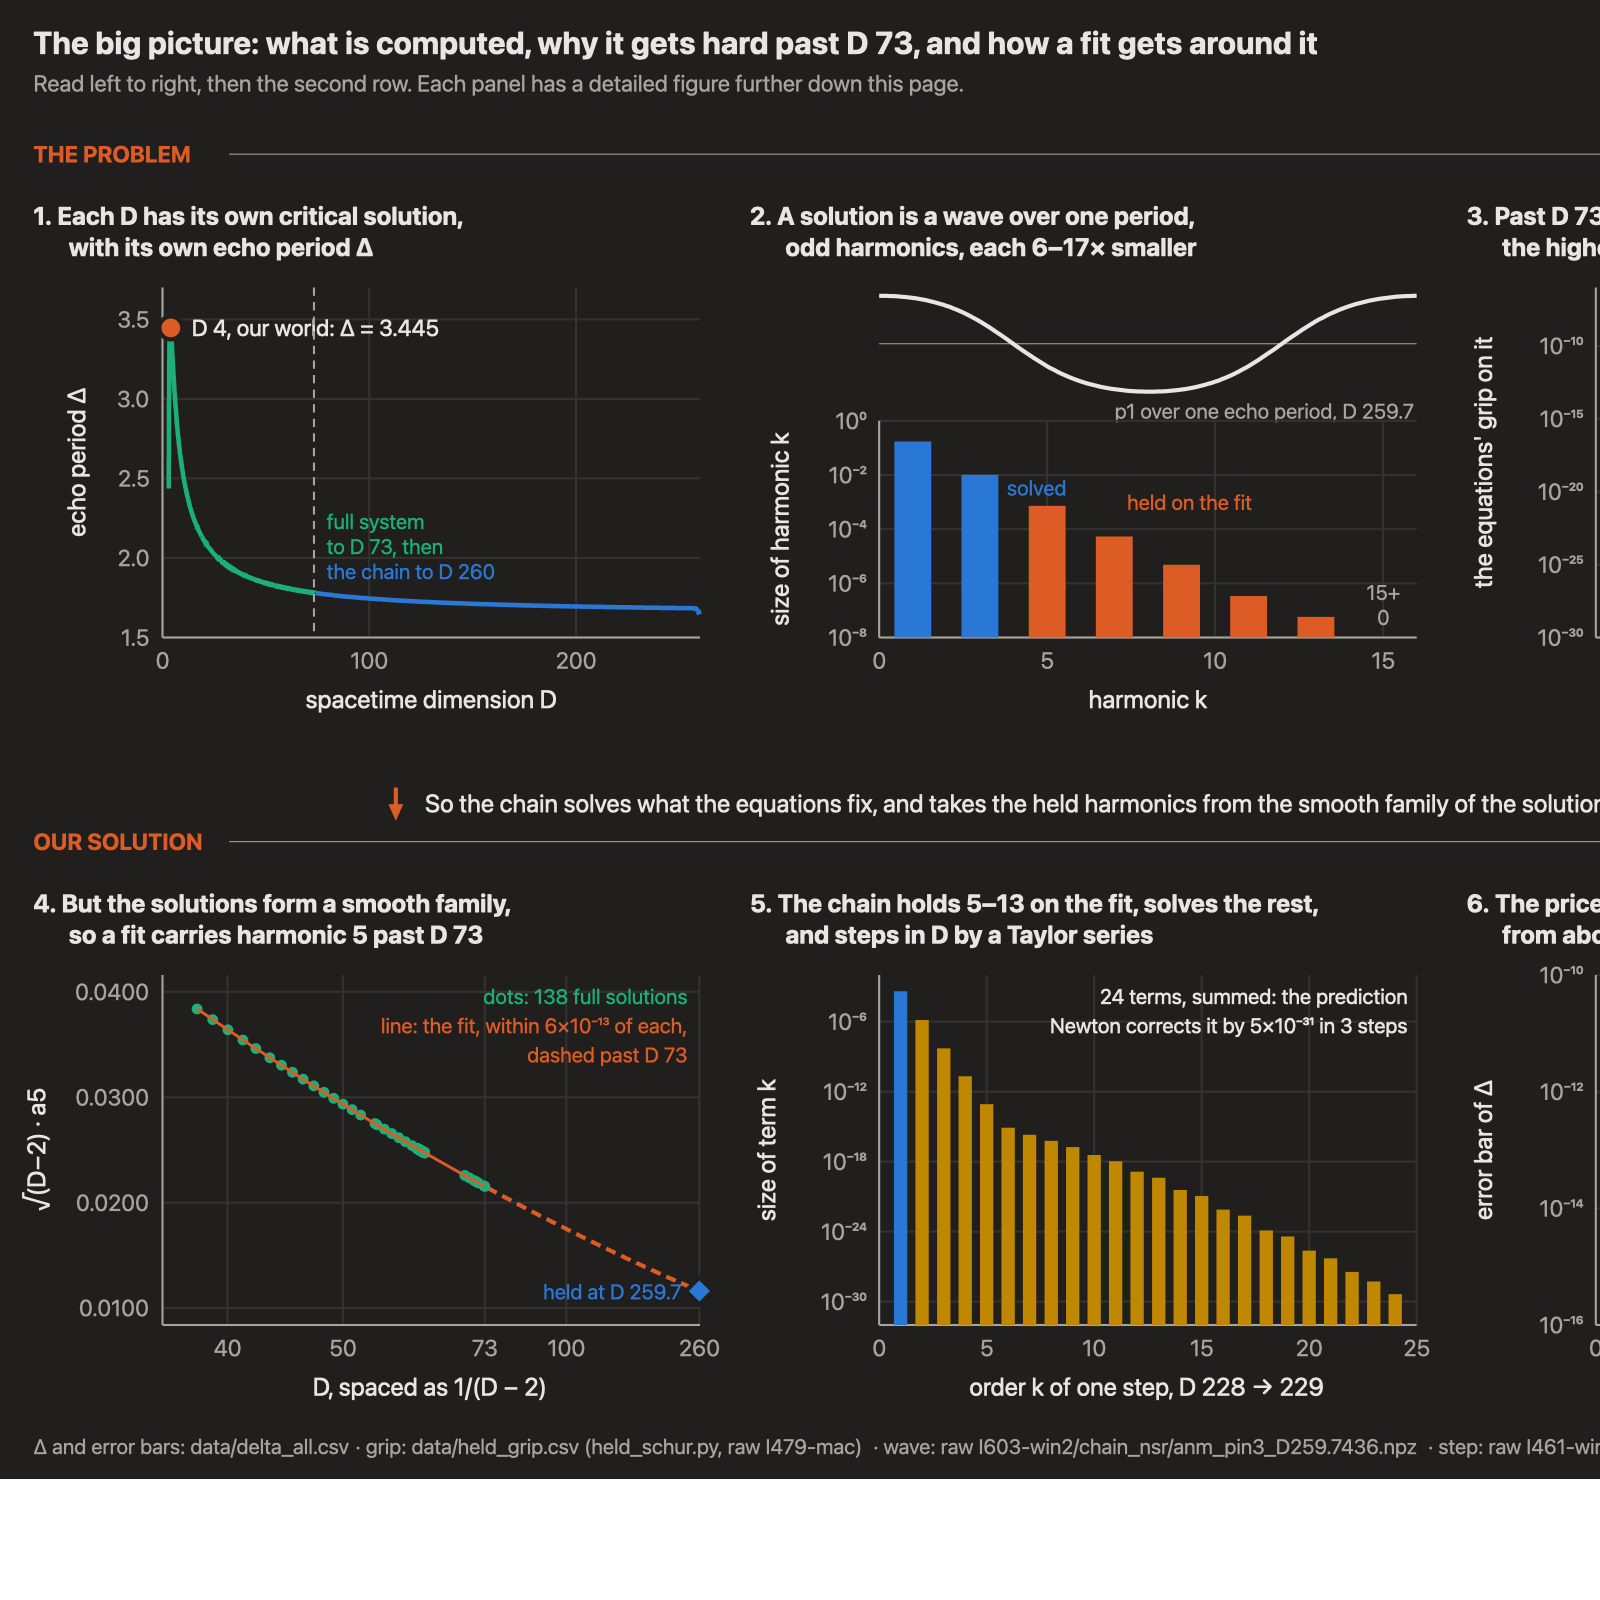 The big picture: what is computed, why it gets hard past D 73, and how a fit gets around it
Read left to right, then the second row. Each panel has a detailed figure further down this page.
THE PROBLEM
1. Each D has its own critical solution,
with its own echo period Δ
3.5
3.0
2.5
2.0
1.5
echo period Δ
D 4, our world: Δ = 3.445
full system
to D 73, then
the chain to D 260
0
100
200
spacetime dimension D
2. A solution is a wave over one period,
odd harmonics, each 6–17× smaller
p1 over one echo period, D 259.7
10⁰
10⁻²
10⁻⁴
10⁻⁶
10⁻⁸
size of harmonic k
solved
held on the fit
15+
0
0
5
10
15
harmonic k
3. Past D 73
the highe
10⁻¹⁰
10⁻¹⁵
10⁻²⁰
10⁻²⁵
10⁻³⁰
the equations' grip on it
So the chain solves what the equations fix, and takes the held harmonics from the smooth family of the solution
OUR SOLUTION
4. But the solutions form a smooth family,
so a fit carries harmonic 5 past D 73
0.0400
0.0300
0.0200
0.0100
√(D−2) · a5
dots: 138 full solutions
line: the fit, within 6×10⁻¹³ of each,
dashed past D 73
held at D 259.7
40
50
73
100
260
D, spaced as 1/(D − 2)
5. The chain holds 5–13 on the fit, solves the rest,
and steps in D by a Taylor series
10⁻⁶
10⁻¹²
10⁻¹⁸
10⁻²⁴
10⁻³⁰
size of term k
24 terms, summed: the prediction
Newton corrects it by 5×10⁻³¹ in 3 steps
0
5
10
15
20
25
order k of one step, D 228 → 229
6. The price
from abo
10⁻¹⁰
10⁻¹²
10⁻¹⁴
10⁻¹⁶
error bar of Δ
0
Δ and error bars: data/delta_all.csv · grip: data/held_grip.csv (held_schur.py, raw l479-mac) · wave: raw l603-win2/chain_nsr/anm_pin3_D259.7436.npz · step: raw l461-win